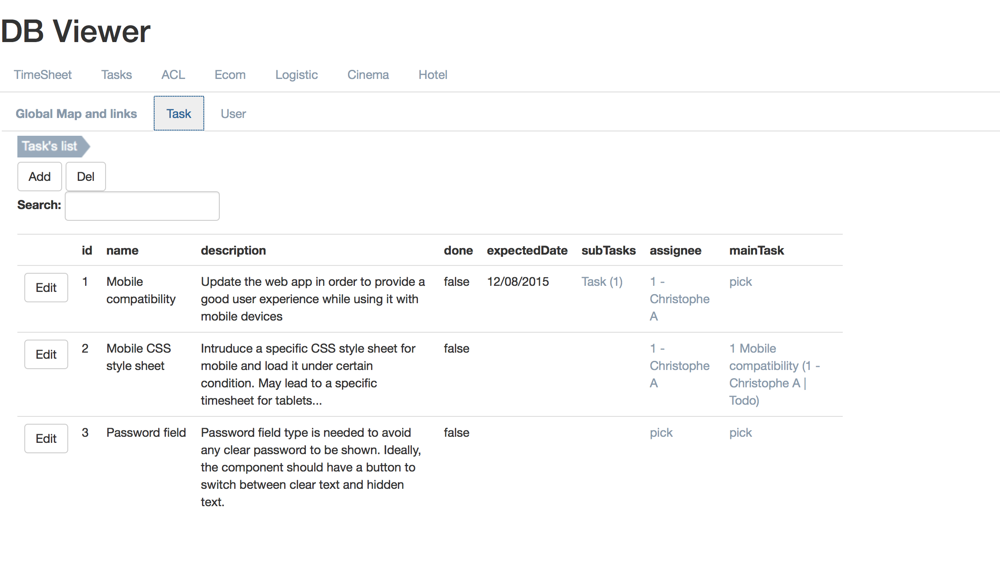 DB Viewer
TimeSheet Tasks ACL Ecom Logistic Cinema Hotel
Global Map and links Task User
Task's list
Add Del
Search:
id name description done expectedDate subTasks assignee mainTask
Edit 1 Mobile Update the web app in order to provide a false 12/08/2015 Task (1) 1 - pick
compatibility good user experience while using it with Christophe
mobile devices A
Edit 2 Mobile CSS Intruduce a specific CSS style sheet for false 1 - 1 Mobile
style sheet mobile and load it under certain Christophe compatibility (1 -
condition. May lead to a specific A Christophe A |
timesheet for tablets... Todo)
Edit 3 Password field Password field type is needed to avoid false pick pick
any clear password to be shown. Ideally,
the component should have a button to
switch between clear text and hidden
text.